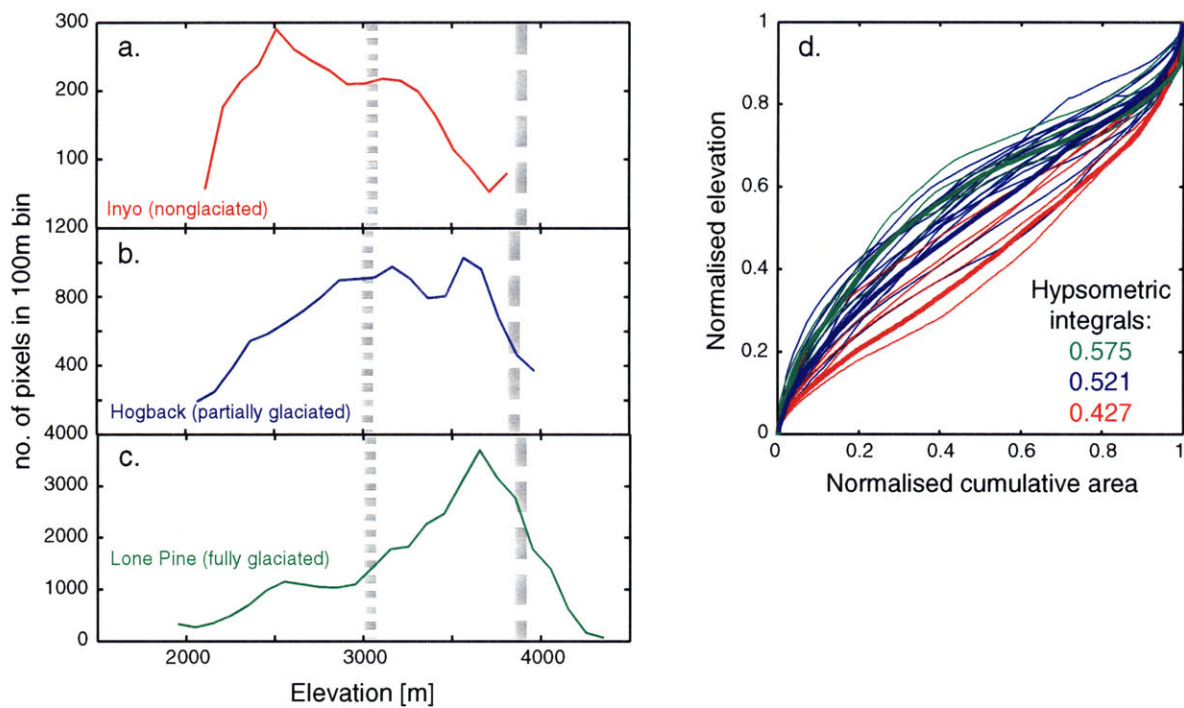 a.
300
200
100
Inyo (nonglaciated)
1200
b.
800
400
Hogback (partially glaciated)
4000
c.
3000
2000
Lone Pine (fully glaciated)
1000
0
2000
3000
4000
Elevation [m]
no. of pixels in 100m bin
d.
1
0.8
0.6
0.4
0.2
0
0
0.2
0.4
0.6
0.8
1
Normalised elevation
Normalised cumulative area
Hypsometric
integrals:
0.575
0.521
0.427